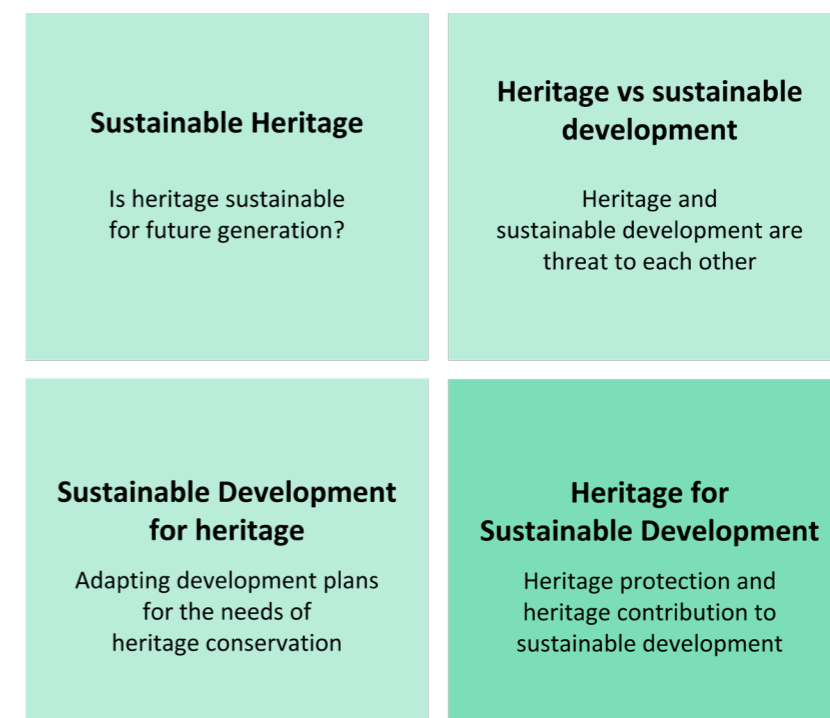 Sustainable Heritage
Is heritage sustainable
for future generation?
Heritage vs sustainable
development
Heritage and
sustainable development are
threat to each other
Sustainable Development
for heritage
Adapting development plans
for the needs of
heritage conservation
Heritage for
Sustainable Development
Heritage protection and
heritage contribution to
sustainable development